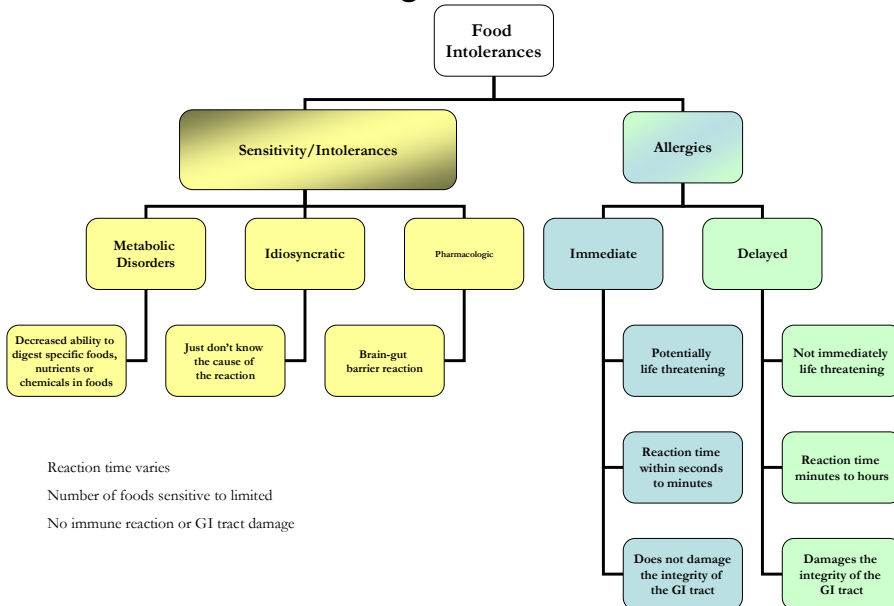 Food
Intolerances
Sensitivity/Intolerances
Allergies
Metabolic
Disorders
Idiosyncratic
Pharmacologic
Immediate
Delayed
Decreased ability to
digest specific foods,
nutrients or
chemicals in foods
Just don't know
the cause of
the reaction
Brain-gut
barrier reaction
Potentially
life threatening
Not immediately
life threatening
Reaction time
within seconds
to minutes
Reaction time
minutes to hours
Does not damage
the integrity of
the GI tract
Damages the
integrity of the
GI tract
Reaction time varies
Number of foods sensitive to limited
No immune reaction or GI tract damage